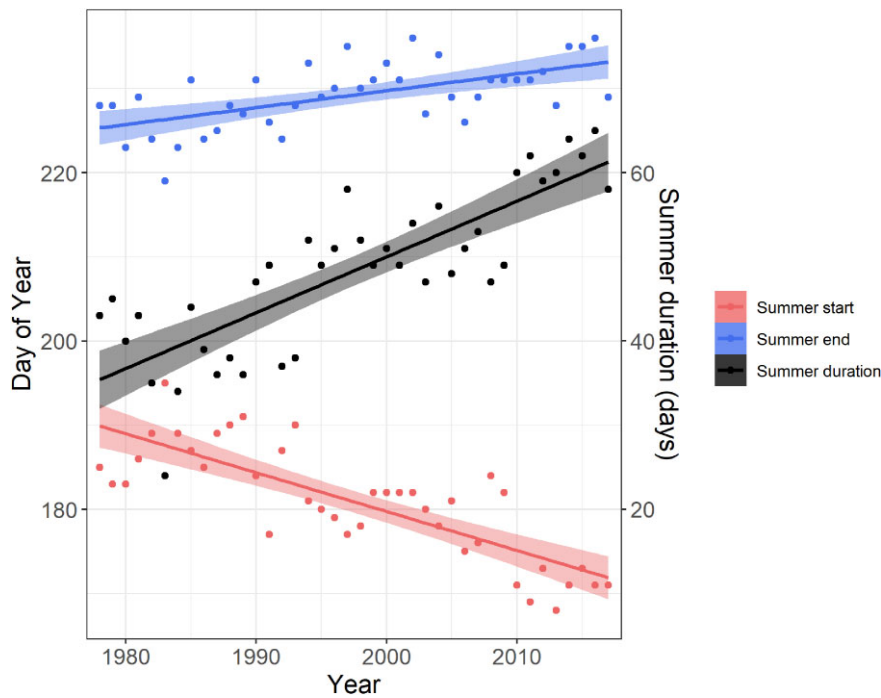 Day of Year
220
200
180
1980
1990
2000
2010
Year
60
40
20
Summer duration (days)
Summer start
Summer end
Summer duration